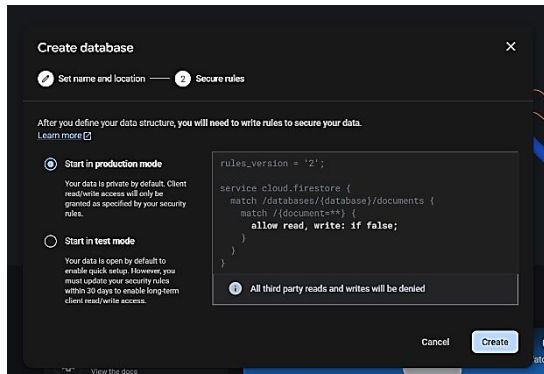 Create database
Set name and location
2 Secure rules
After you define your data structure, you will need to write rules to secure your data.
Learn more
Start in production mode
Your data is private by default. Client
read/write access will only be
granted as specified by your security
rules.
Start in test mode
Your data is open by default to
enable quick setup. However, you
must update your security rules
within 30 days to enable long-term
client read/write access.
rules_version = '2';
service cloud.firestore {
match /databases/{database}/documents {
match /{document=**} {
allow read, write: if false;
}
}
}
All third party reads and writes will be denied
Cancel
Create
View the docs